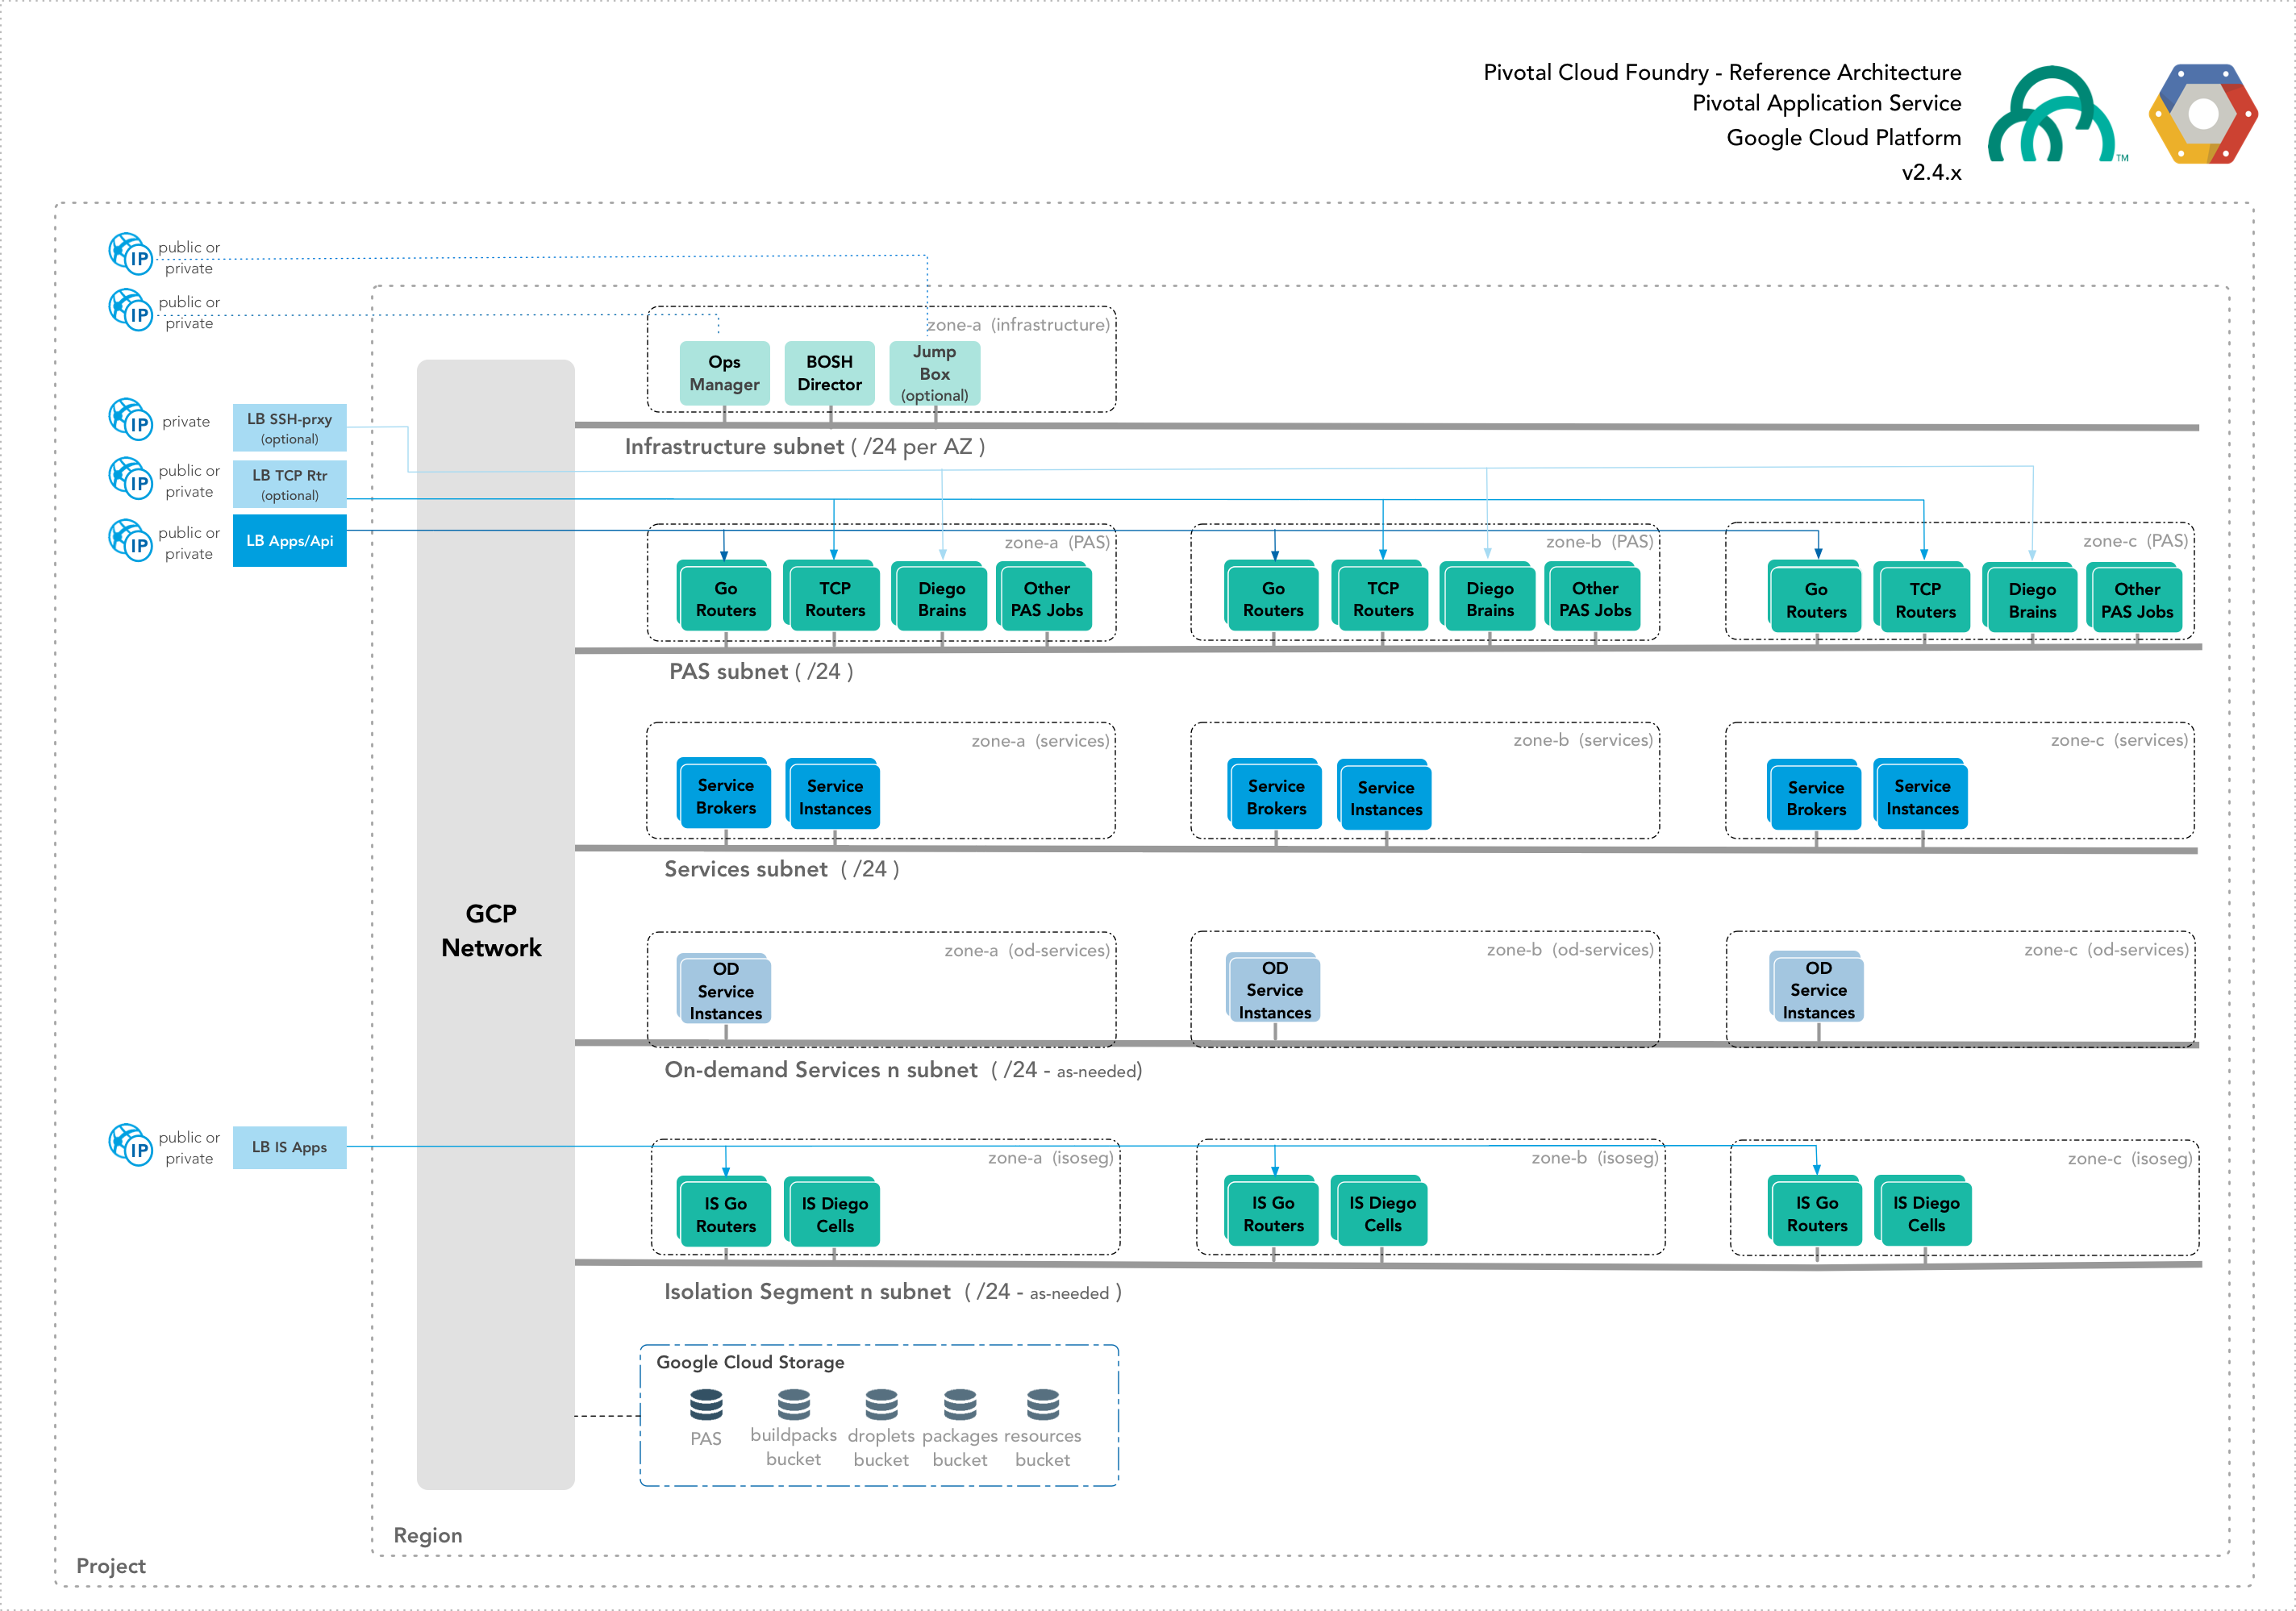 Pivotal Cloud Foundry - Reference Architecture
Pivotal Application Service
Google Cloud Platform
v2.4.x
TM
IP
public or
private
IP
public or
private
zone-a (infrastructure)
Ops
Manager
BOSH
Director
Jump
Box
(optional)
IP
private
LB SSH-prxy
(optional)
Infrastructure subnet ( /24 per AZ )
IP
public or
private
LB TCP Rtr
(optional)
IP
public or
private
LB Apps/Api
zone-a (PAS)
Go
Routers
TCP
Routers
Diego
Brains
Other
PAS Jobs
zone-b (PAS)
Go
Routers
TCP
Routers
Diego
Brains
Other
PAS Jobs
zone-c (PAS)
Go
Routers
TCP
Routers
Diego
Brains
Other
PAS Jobs
PAS subnet ( /24 )
zone-a (services)
Service
Brokers
Service
Instances
zone-b (services)
Service
Brokers
Service
Instances
zone-c (services)
Service
Brokers
Service
Instances
Services subnet ( /24 )
GCP
Network
zone-a (od-services)
OD
Service
Instances
zone-b (od-services)
OD
Service
Instances
zone-c (od-services)
OD
Service
Instances
On-demand Services n subnet ( /24 - as-needed)
IP
public or
private
LB IS Apps
zone-a (isoseg)
IS Go
Routers
IS Diego
Cells
zone-b (isoseg)
IS Go
Routers
IS Diego
Cells
zone-c (isoseg)
IS Go
Routers
IS Diego
Cells
Isolation Segment n subnet ( /24 - as-needed )
Google Cloud Storage
PAS
buildpacks
bucket
droplets
bucket
packages
bucket
resources
bucket
Region
Project